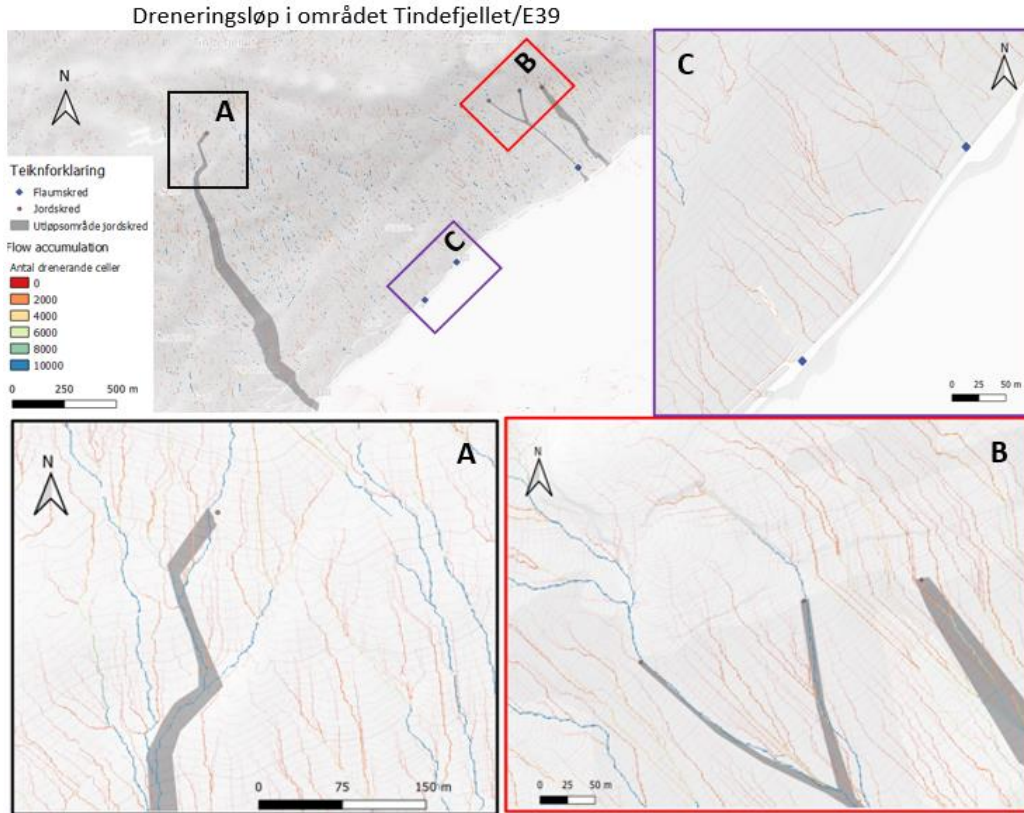 Dreneringsløp i området Tindefjellet/E39
N
A
B
C
Teiknforklaring
Flaumskred
Jordskred
Utløpsområde jordskred
Flow accumulation
Antal drenerande celler
0
2000
4000
6000
8000
10000
0 250 500 m
C
N
0 25 50 m
A
N
0 75 150 m
B
N
0 25 50 m